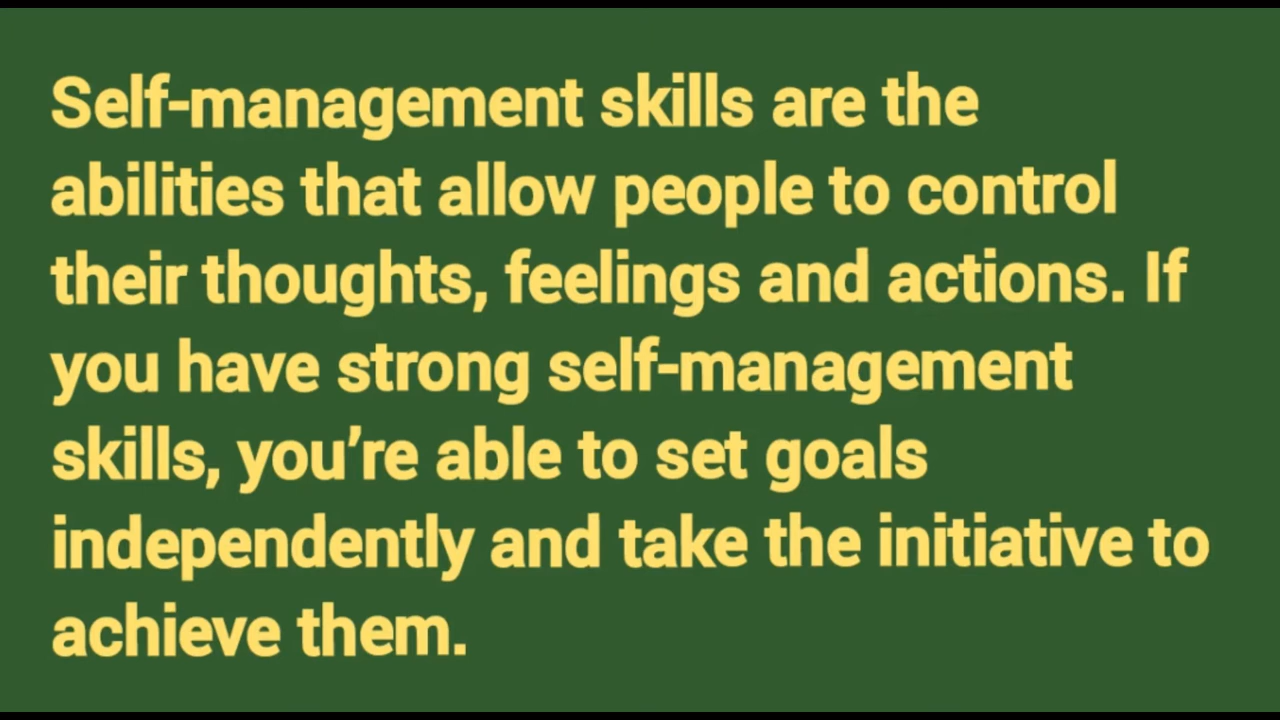 Self-management skills are the
abilities that allow people to control
their thoughts, feelings and actions. If
you have strong self-management
skills, you’re able to set goals
independently and take the initiative to
achieve them.